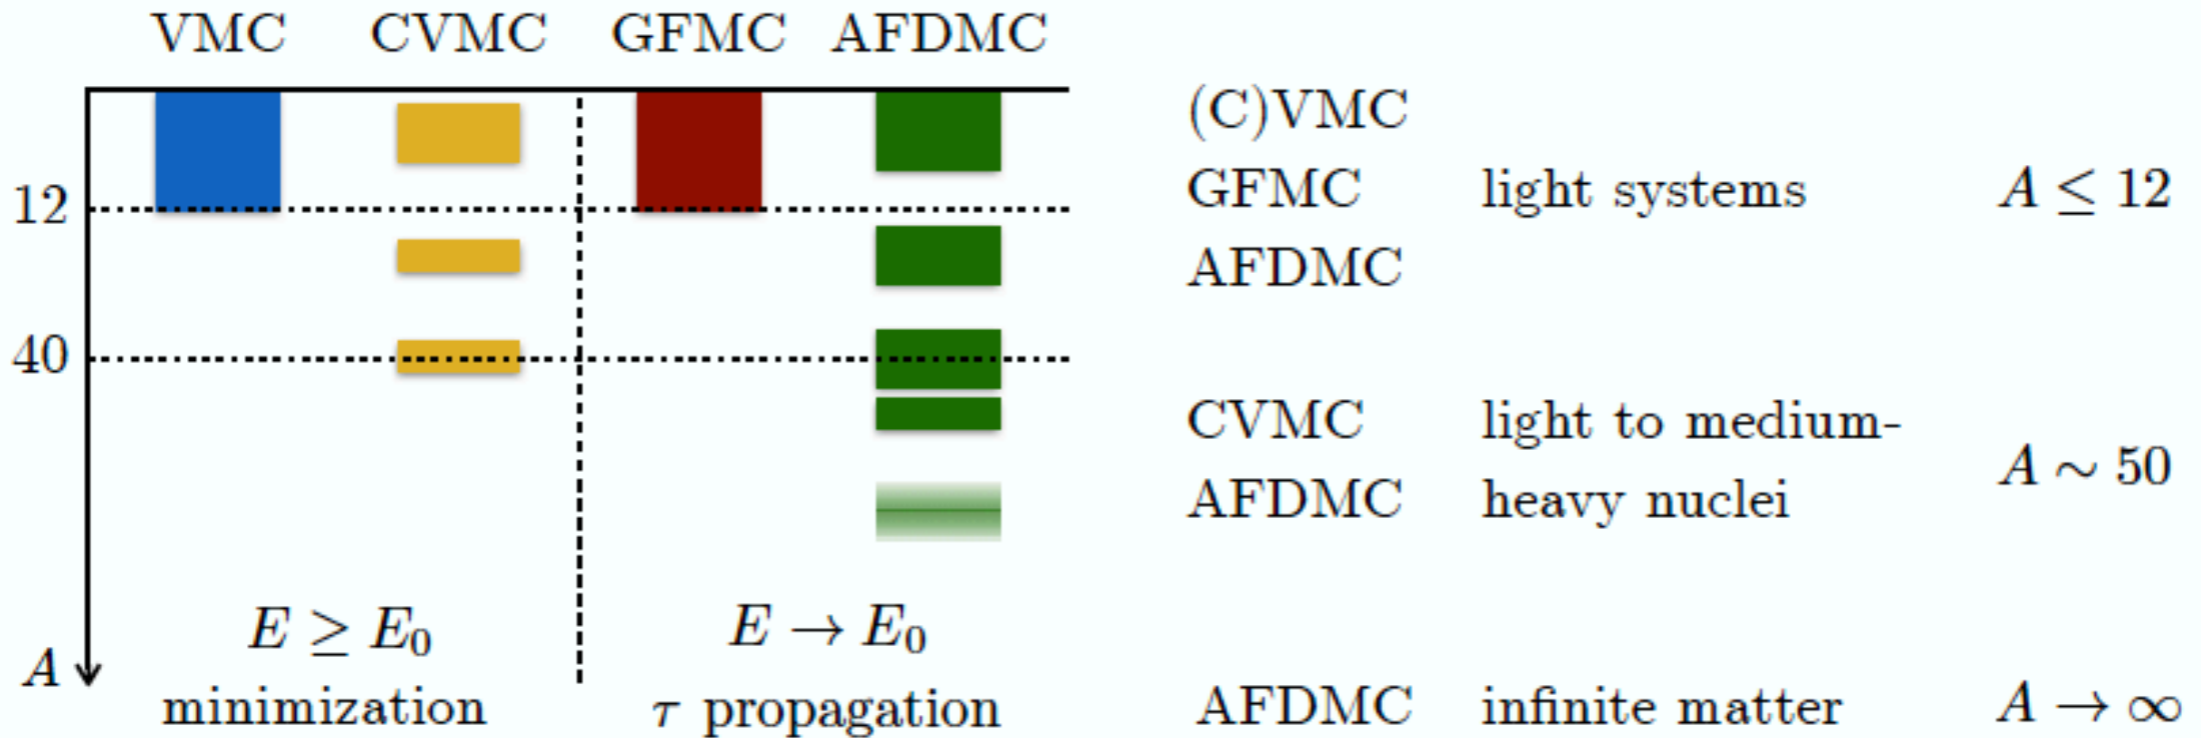 VMC CVMC GFMC AFDMC
(C)VMC
12
GFMC light systems A ≤ 12
AFDMC
40
CVMC light to medium-
A ∼ 50
AFDMC heavy nuclei
E ≥ E₀ E → E₀
A
minimization τ propagation
AFDMC infinite matter A → ∞